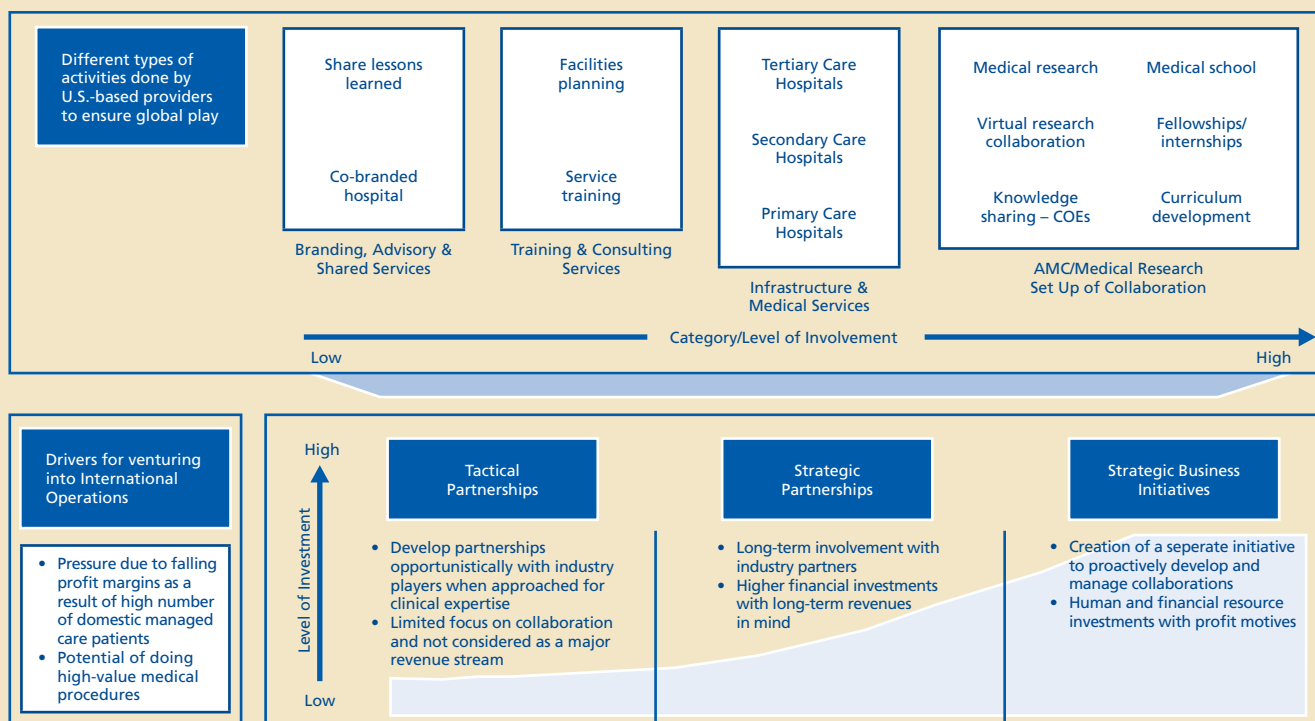 Different types of
activities done by
U.S.-based providers
to ensure global play
Share lessons
learned
Co-branded
hospital
Branding, Advisory &
Shared Services
Facilities
planning
Service
training
Training & Consulting
Services
Tertiary Care
Hospitals
Secondary Care
Hospitals
Primary Care
Hospitals
Infrastructure &
Medical Services
Medical research
Medical school
Virtual research
collaboration
Fellowships/
internships
Knowledge
sharing – COEs
Curriculum
development
AMC/Medical Research
Set Up of Collaboration
Category/Level of Involvement
Low
High
Drivers for venturing
into International
Operations
• Pressure due to falling
profit margins as a
result of high number
of domestic managed
care patients
• Potential of doing
high-value medical
procedures
High
Level of Investment
Low
Tactical
Partnerships
• Develop partnerships
opportunistically with industry
players when approached for
clinical expertise
• Limited focus on collaboration
and not considered as a major
revenue stream
Strategic
Partnerships
• Long-term involvement with
industry partners
• Higher financial investments
with long-term revenues
in mind
Strategic Business
Initiatives
• Creation of a seperate initiative
to proactively develop and
manage collaborations
• Human and financial resource
investments with profit motives